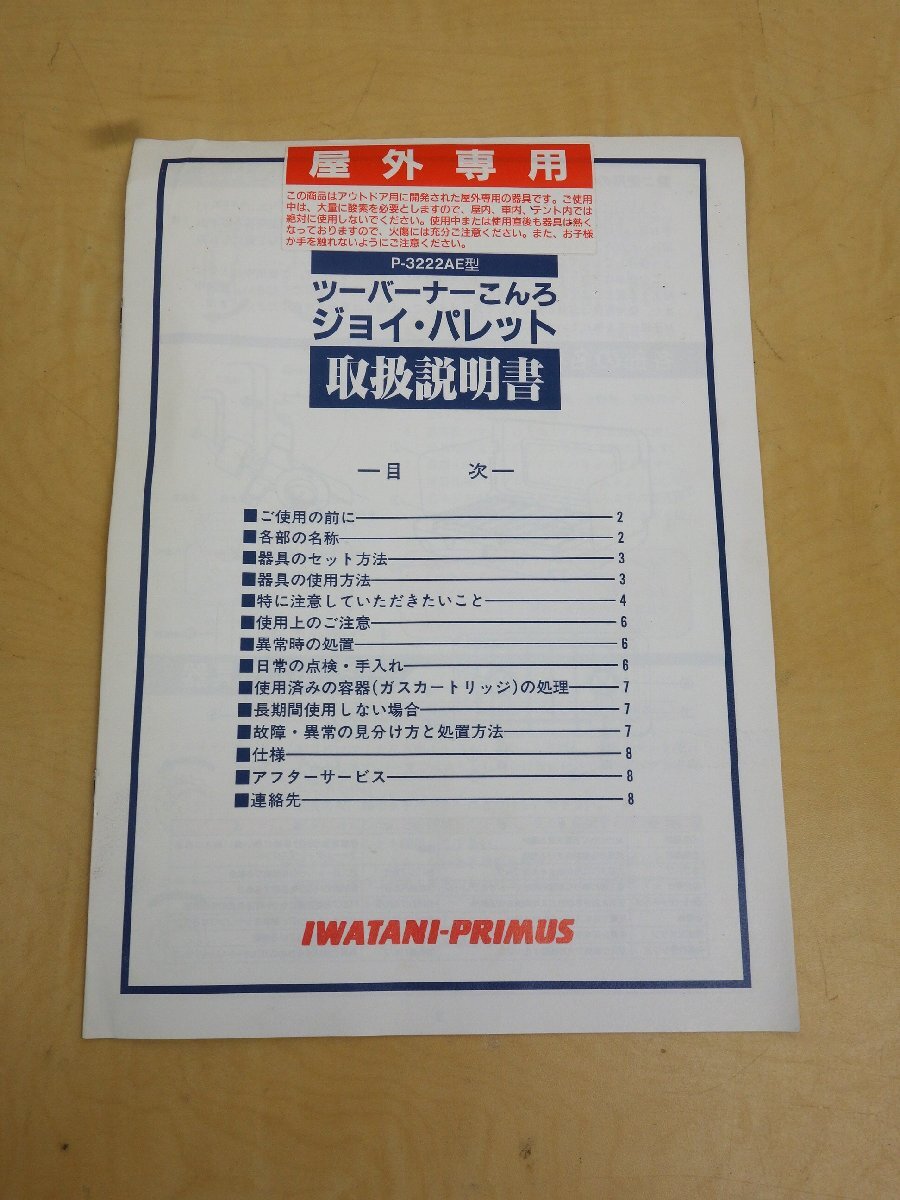 屋外専用
この商品はアウトドア用に開発された屋外専用の器具です。ご使用
中は、大量に酸素を必要としますので、屋内、車内、テント内では
絶対に使用しないでください。使用中または使用直後も器具は熱く
なっておりますので、火傷には充分ご注意ください。また、お子様
が手を触れないようにご注意ください。
P-3222AE型
ツーバーナーこんろ
ジョイ・パレット
取扱説明書
―目 次―
■ご使用の前に――2
■各部の名称――2
■器具のセット方法――3
■器具の使用方法――3
■特に注意していただきたいこと――4
■使用上のご注意――6
■異常時の処置――6
■日常の点検・手入れ――6
■使用済みの容器(ガスカートリッジ)の処理――7
■長期間使用しない場合――7
■故障・異常の見分け方と処置方法――7
■仕様――8
■アフターサービス――8
■連絡先――8
IWATANI-PRIMUS